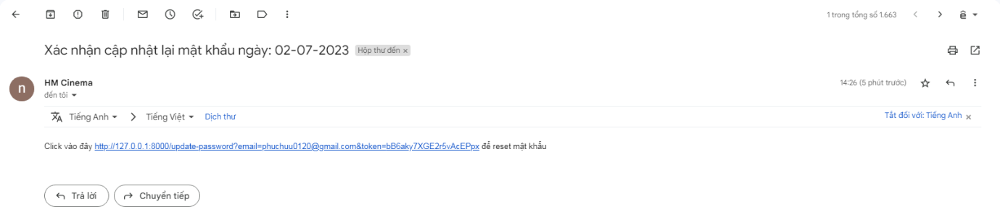 1 trong tổng số 1.663
Xác nhận cập nhật lại mật khẩu ngày: 02-07-2023 Hộp thư đến ×
n
HM Cinema
14:26 (5 phút trước)
đến tôi
Tiếng Anh > Tiếng Việt Dịch thư
Tắt đối với: Tiếng Anh ×
Click vào đây http://127.0.0.1:8000/update-password?email=phuchuu0120@gmail.com&token=bB6aky7XGE2r5vAcEPpx để reset mật khẩu
Trả lời
Chuyển tiếp